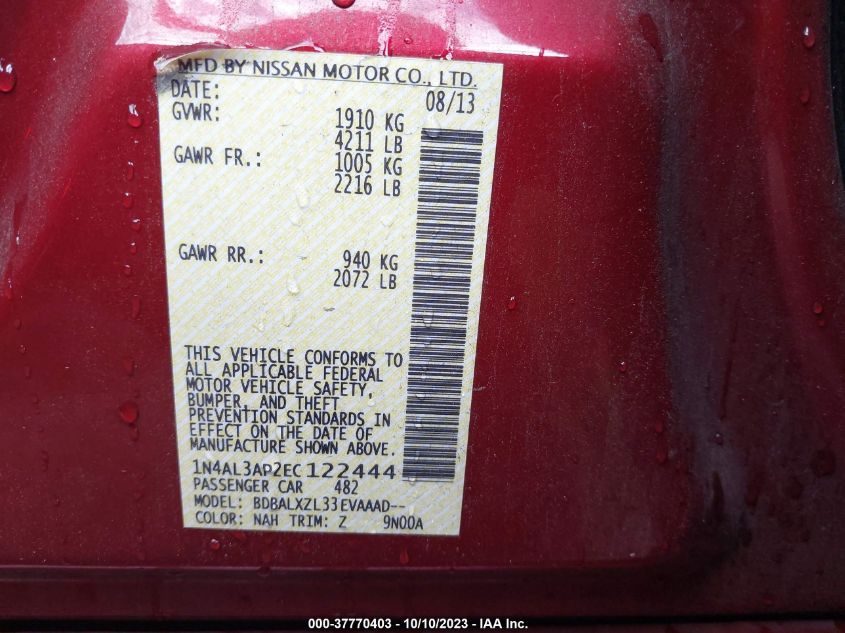 MFD BY NISSAN MOTOR CO., LTD.
DATE: 08/13
GVWR: 1910 KG
4211 LB
GAWR FR.: 1005 KG
2216 LB
GAWR RR.: 940 KG
2072 LB
THIS VEHICLE CONFORMS TO
ALL APPLICABLE FEDERAL
MOTOR VEHICLE SAFETY,
BUMPER, AND THEFT
PREVENTION STANDARDS IN
EFFECT ON THE DATE OF
MANUFACTURE SHOWN ABOVE.
1N4AL3AP2EC122444
PASSENGER CAR 482
MODEL: BDBALXZL33EVAAAD--
COLOR: NAH TRIM: Z 9N00A
000-37770403 - 10/10/2023 - IAA Inc.